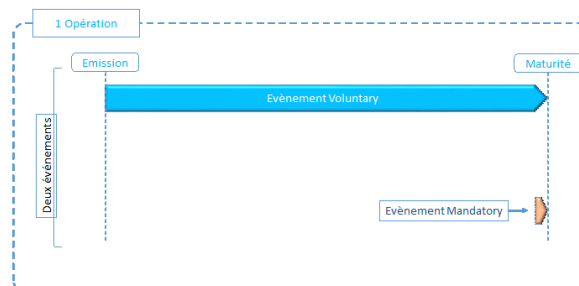 1 Opération
Emission
Maturité
Evènement Voluntary
Deux évènements
Evènement Mandatory